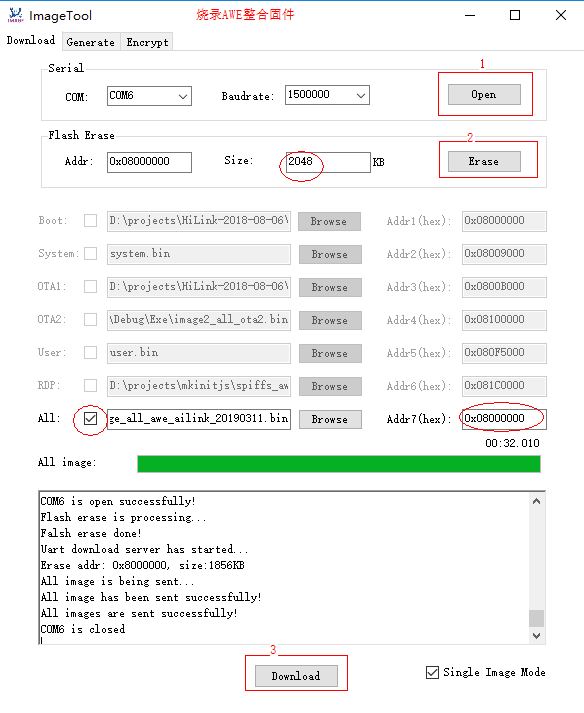 ImageTool
烧录AWE整合固件
Download Generate Encrypt
Serial
1
COM: COM6 Baudrate: 1500000 Open
Flash Erase
2
Addr: 0x08000000 Size: 2048 KB Erase
Boot: D:\projects\HiLink-2018-08-06\ Browse Addr1(hex): 0x08000000
System: system.bin Browse Addr2(hex): 0x08009000
OTA1: D:\projects\HiLink-2018-08-06\ Browse Addr3(hex): 0x0800B000
OTA2: \Debug\Exe\image2_all_ota2.bin Browse Addr4(hex): 0x08100000
User: user.bin Browse Addr5(hex): 0x080F5000
RDP: D:\projects\mkinitjs\spiffs_aw Browse Addr6(hex): 0x081C0000
All: ge_all_awe_ailink_20190311.bin Browse Addr7(hex): 0x08000000
00:32.010
All image:
COM6 is open successfully!
Flash erase is processing...
Falsh erase done!
Uart download server has started...
Erase addr: 0x8000000, size:1856KB
All image is being sent...
All image has been sent successfully!
All images are sent successfully!
COM6 is closed
3
Download Single Image Mode